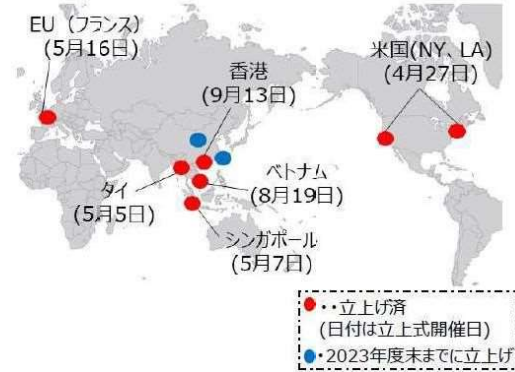 EU(フランス)
(5月16日)
香港
(9月13日)
米国(NY、LA)
(4月27日)
タイ
(5月5日)
ベトナム
(8月19日)
シンガポール
(5月7日)
・・立上げ済
(日付は立上式開催日)
・2023年度末までに立上げ